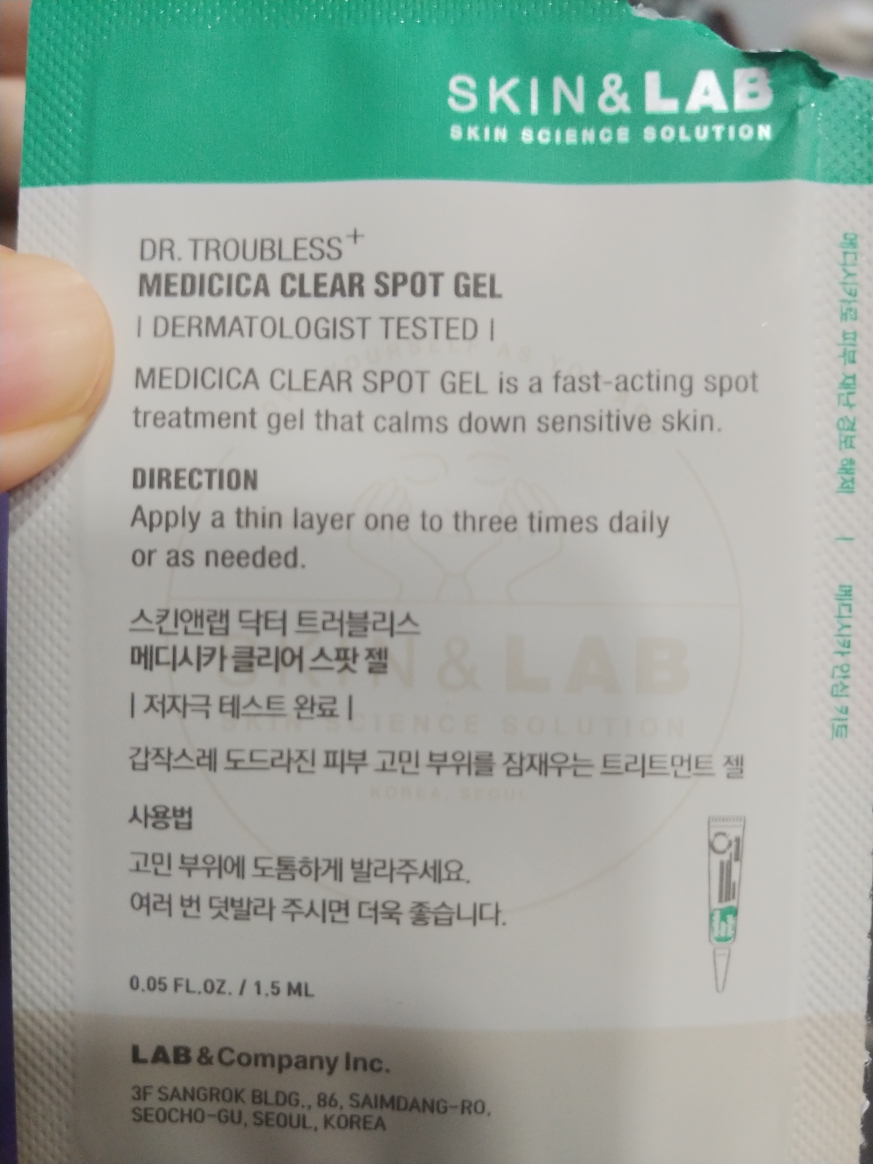 SKIN&LAB
SKIN SCIENCE SOLUTION
DR. TROUBLESS+
MEDICICA CLEAR SPOT GEL
| DERMATOLOGIST TESTED |
MEDICICA CLEAR SPOT GEL is a fast-acting spot
treatment gel that calms down sensitive skin.
DIRECTION
Apply a thin layer one to three times daily
or as needed.
스킨앤랩 닥터 트러블리스
메디시카 클리어 스팟 젤
| 저자극 테스트 완료 |
갑작스레 도드라진 피부 고민 부위를 잠재우는 트리트먼트 젤
사용법
고민 부위에 도톰하게 발라주세요.
여러 번 덧발라 주시면 더욱 좋습니다.
0.05 FL.OZ. / 1.5 ML
LAB&Company Inc.
3F SANGROK BLDG., 86, SAIMDANG-RO,
SEOCHO-GU, SEOUL, KOREA
SKIN&LAB
SKIN SCIENCE SOLUTION
KOREA, SEOUL
메디시카로 피부 재난 경보 해제 | 메디시카 안심 키트